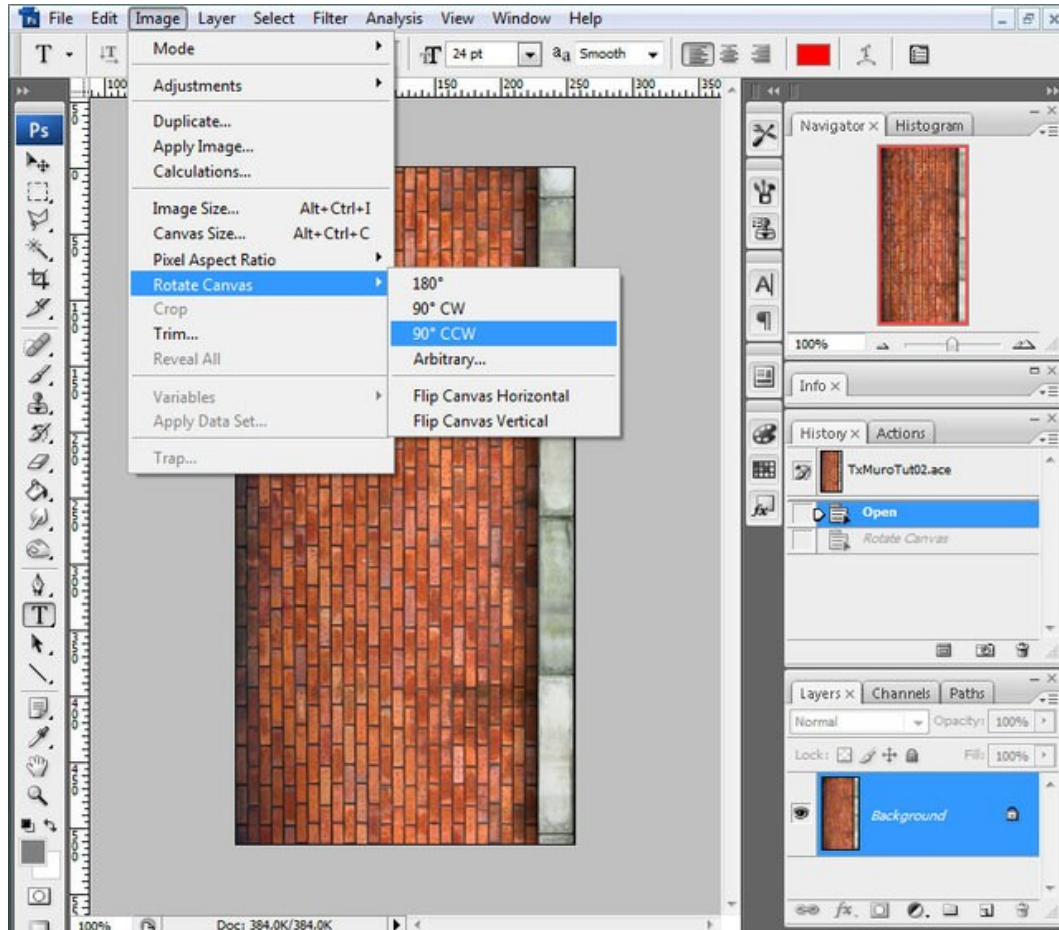 File Edit Image Layer Select Filter Analysis View Window Help
T 24 pt aa Smooth
100 150 200 250 300 350
Ps
Mode
Adjustments
Duplicate...
Apply Image...
Calculations...
Image Size... Alt+Ctrl+I
Canvas Size... Alt+Ctrl+C
Pixel Aspect Ratio
Rotate Canvas
Crop
Trim...
Reveal All
Variables
Apply Data Set...
Trap...
180°
90° CW
90° CCW
Arbitrary...
Flip Canvas Horizontal
Flip Canvas Vertical
Navigator Histogram
100%
Info
History Actions
TxMuroTut02.ace
Open
Rotate Canvas
Layers Channels Paths
Normal Opacity: 100%
Lock: Fill: 100%
Background
fx
100% Doc: 384.0K/384.0K